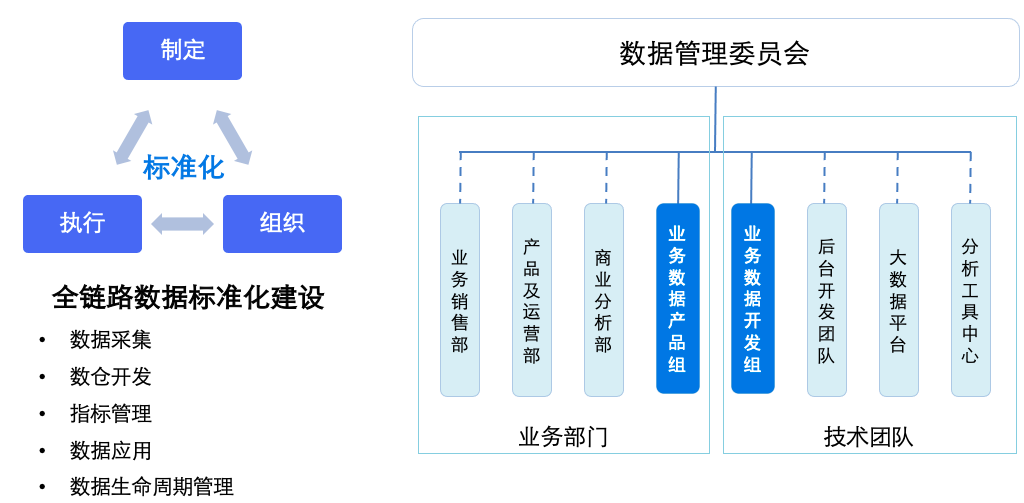 制定
标准化
执行
组织
全链路数据标准化建设
• 数据采集
• 数仓开发
• 指标管理
• 数据应用
• 数据生命周期管理
数据管理委员会
业务销售部
产品及运营部
商业分析部
业务数据产品组
业务部门
业务数据开发组
后台开发团队
大数据平台
分析工具中心
技术团队